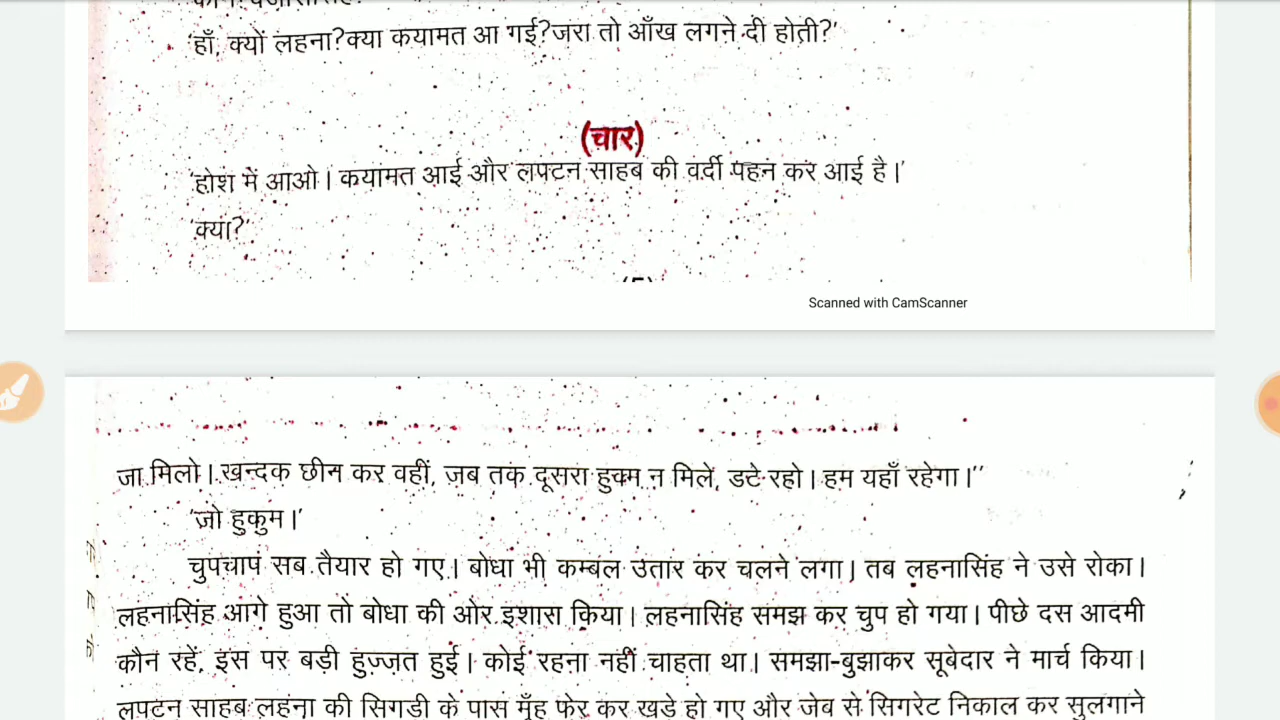 'हाँ, क्यों लहना?क्या कयामत आ गई?जरा तो आँख लगने दी होती?'
(चार)
'होश में आओ। कयामत आई और लपटन साहब की वर्दी पहन कर आई है।'
'क्या?'
Scanned with CamScanner
जा मिलो। खन्दक छीन कर वहीं, जब तक दूसरा हुक्म न मिले, डटे रहो। हम यहाँ रहेगा।''
'जो हुकुम।'
चुपचाप सब तैयार हो गए। बोधा भी कम्बल उतार कर चलने लगा। तब लहनासिंह ने उसे रोका।
लहनासिंह आगे हुआ तो बोधा की ओर इशारा किया। लहनासिंह समझ कर चुप हो गया। पीछे दस आदमी
कौन रहें, इस पर बड़ी हुज्जत हुई। कोई रहना नहीं चाहता था। समझा-बुझाकर सूबेदार ने मार्च किया।
लपटन साहब लहना की सिगडी के पास मुँह फेर कर खड़े हो गए और जेब से सिगरेट निकाल कर सुलगाने